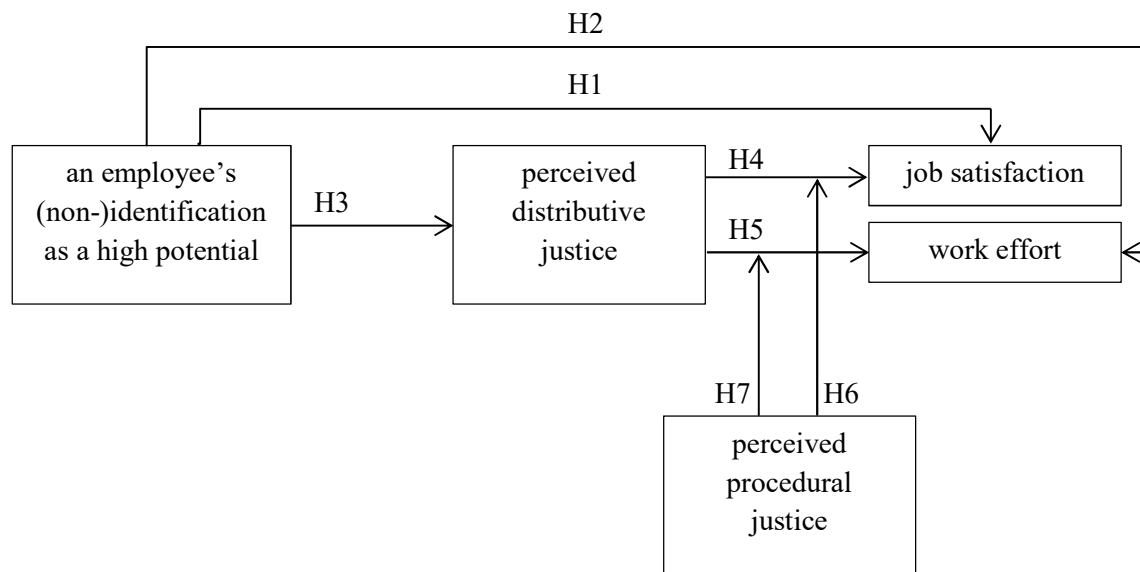 H2
H1
an employee’s
(non-)identification
as a high potential
H3
perceived
distributive
justice
H4
H5
job satisfaction
work effort
H7
H6
perceived
procedural
justice